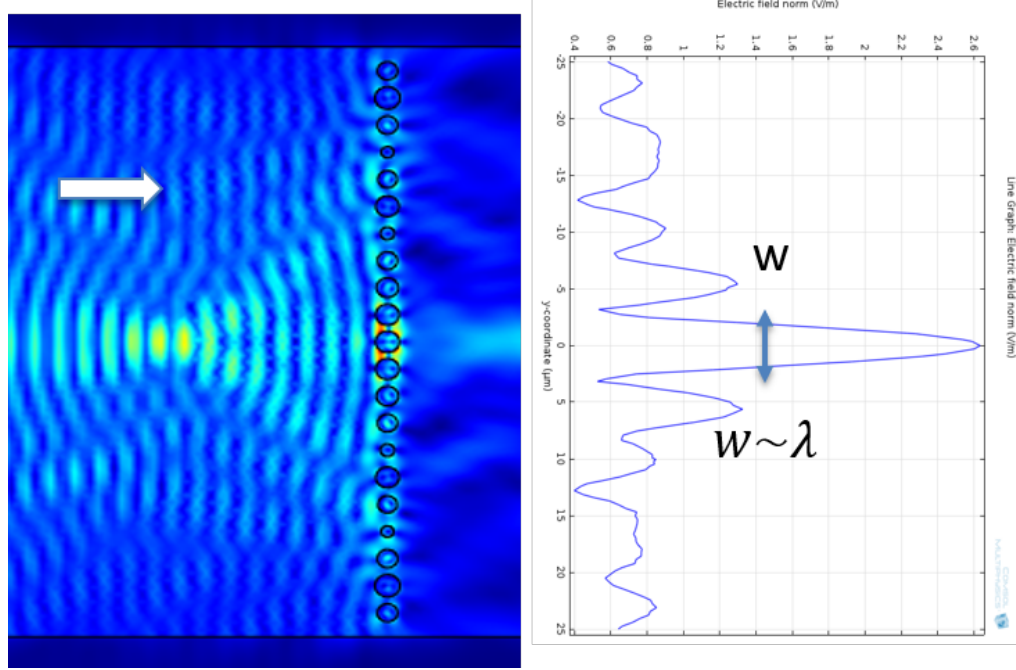 Electric field norm (V/m)
0.4 0.6 0.8 1 1.2 1.4 1.6 1.8 2 2.2 2.4 2.6
-25
-20
-15
-10
-5
0
5
10
15
20
25
y-coordinate (μm)
Line Graph: Electric field norm (V/m)
w
w~λ
COMSOL
MULTIPHYSICS